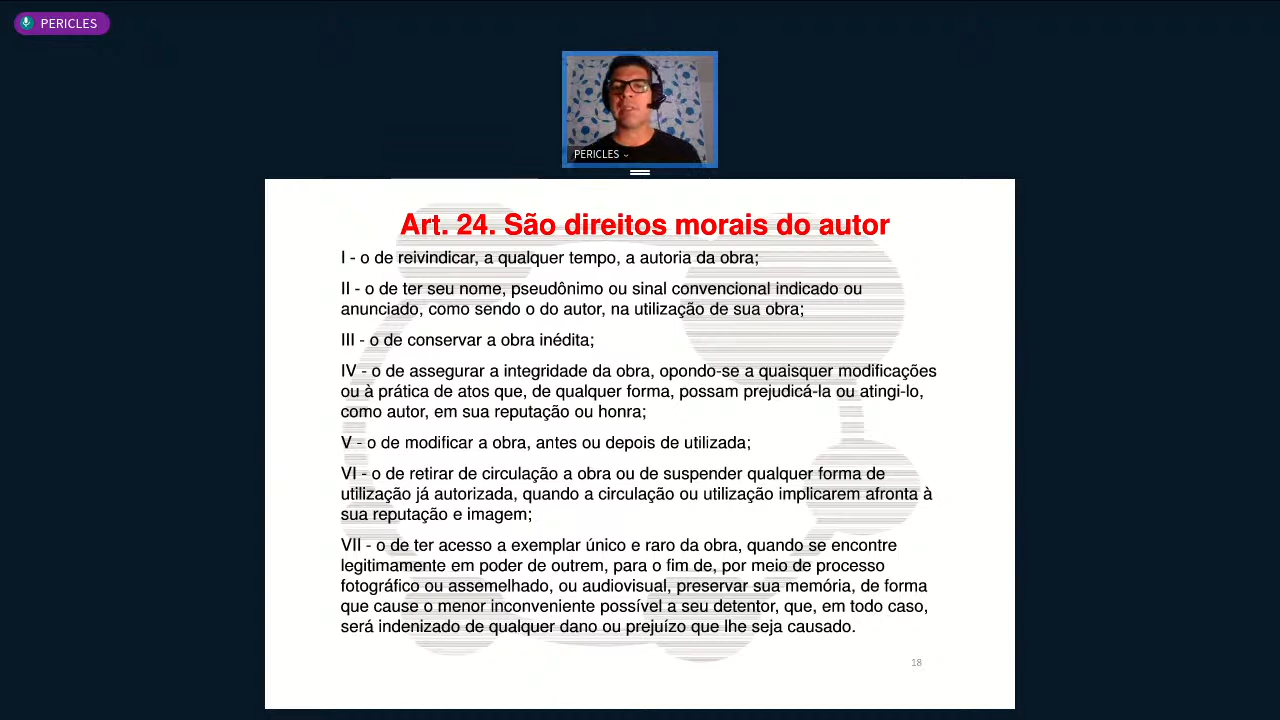 PERICLES
PERICLES
Art. 24. São direitos morais do autor
I - o de reivindicar, a qualquer tempo, a autoria da obra;
II - o de ter seu nome, pseudônimo ou sinal convencional indicado ou
anunciado, como sendo o do autor, na utilização de sua obra;
III - o de conservar a obra inédita;
IV - o de assegurar a integridade da obra, opondo-se a quaisquer modificações
ou à prática de atos que, de qualquer forma, possam prejudicá-la ou atingi-lo,
como autor, em sua reputação ou honra;
V - o de modificar a obra, antes ou depois de utilizada;
VI - o de retirar de circulação a obra ou de suspender qualquer forma de
utilização já autorizada, quando a circulação ou utilização implicarem afronta à
sua reputação e imagem;
VII - o de ter acesso a exemplar único e raro da obra, quando se encontre
legitimamente em poder de outrem, para o fim de, por meio de processo
fotográfico ou assemelhado, ou audiovisual, preservar sua memória, de forma
que cause o menor inconveniente possível a seu detentor, que, em todo caso,
será indenizado de qualquer dano ou prejuízo que lhe seja causado.
18